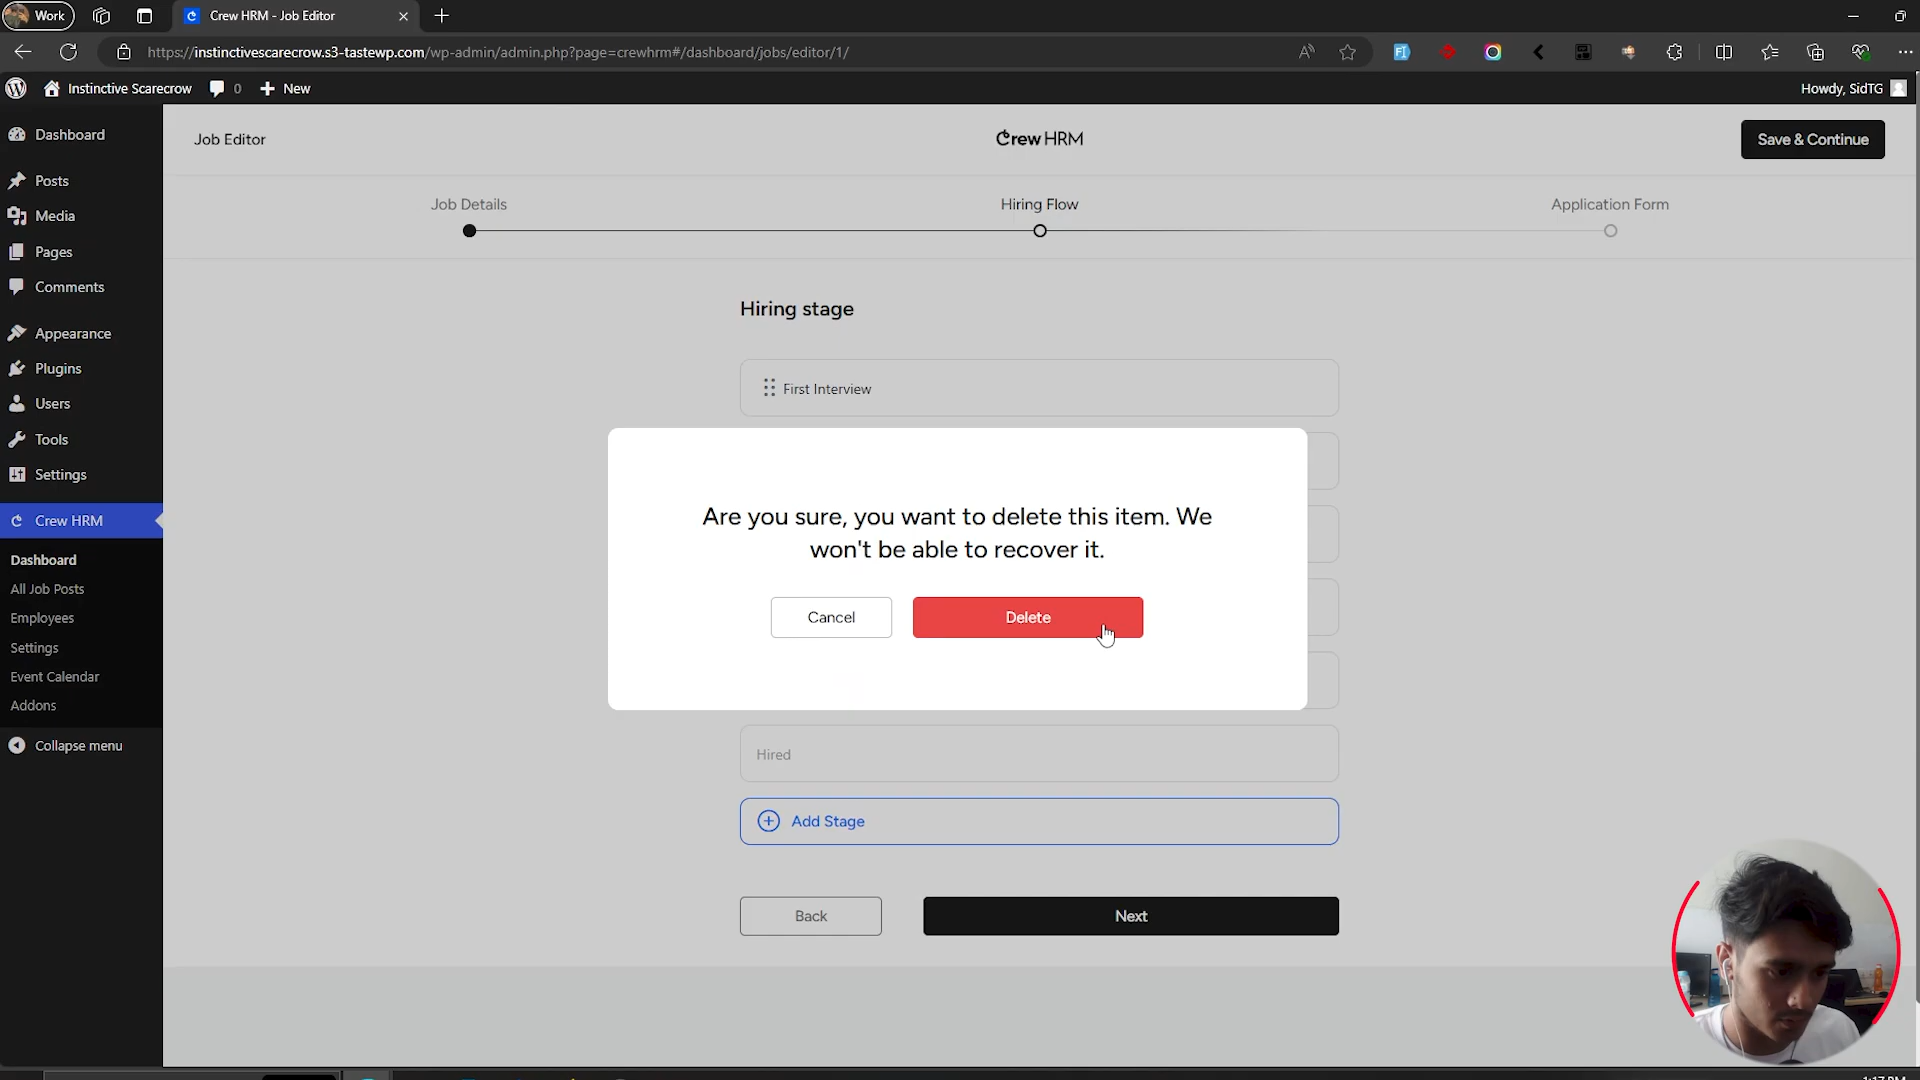 Work
Crew HRM - Job Editor
https://instinctivescarecrow.s3-tastewp.com/wp-admin/admin.php?page=crewhrm#/dashboard/jobs/editor/1/
Instinctive Scarecrow
0
New
Howdy, SidTG
Dashboard
Posts
Media
Pages
Comments
Appearance
Plugins
Users
Tools
Settings
Crew HRM
Dashboard
All Job Posts
Employees
Settings
Event Calendar
Addons
Collapse menu
Job Editor
Crew HRM
Save & Continue
Job Details
Hiring Flow
Application Form
Hiring stage
First Interview
Are you sure, you want to delete this item. We
won't be able to recover it.
Cancel
Delete
Hired
Add Stage
Back
Next